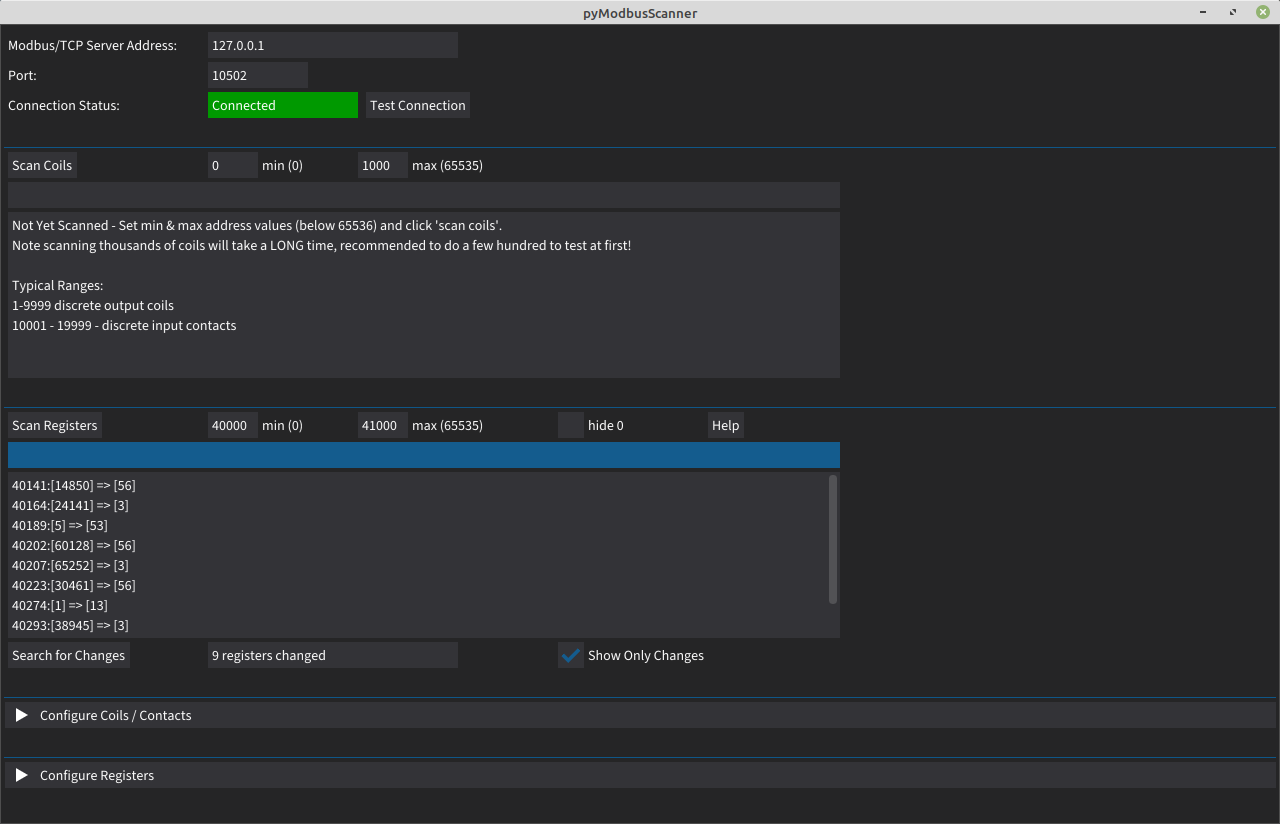 pyModbusScanner
Modbus/TCP Server Address: 127.0.0.1
Port: 10502
Connection Status: Connected Test Connection
Scan Coils 0 min (0) 1000 max (65535)
Not Yet Scanned - Set min & max address values (below 65536) and click 'scan coils'.
Note scanning thousands of coils will take a LONG time, recommended to do a few hundred to test at first!
Typical Ranges:
1-9999 discrete output coils
10001 - 19999 - discrete input contacts
Scan Registers 40000 min (0) 41000 max (65535) hide 0 Help
40141:[14850] => [56]
40164:[24141] => [3]
40189:[5] => [53]
40202:[60128] => [56]
40207:[65252] => [3]
40223:[30461] => [56]
40274:[1] => [13]
40293:[38945] => [3]
Search for Changes 9 registers changed Show Only Changes
Configure Coils / Contacts
Configure Registers